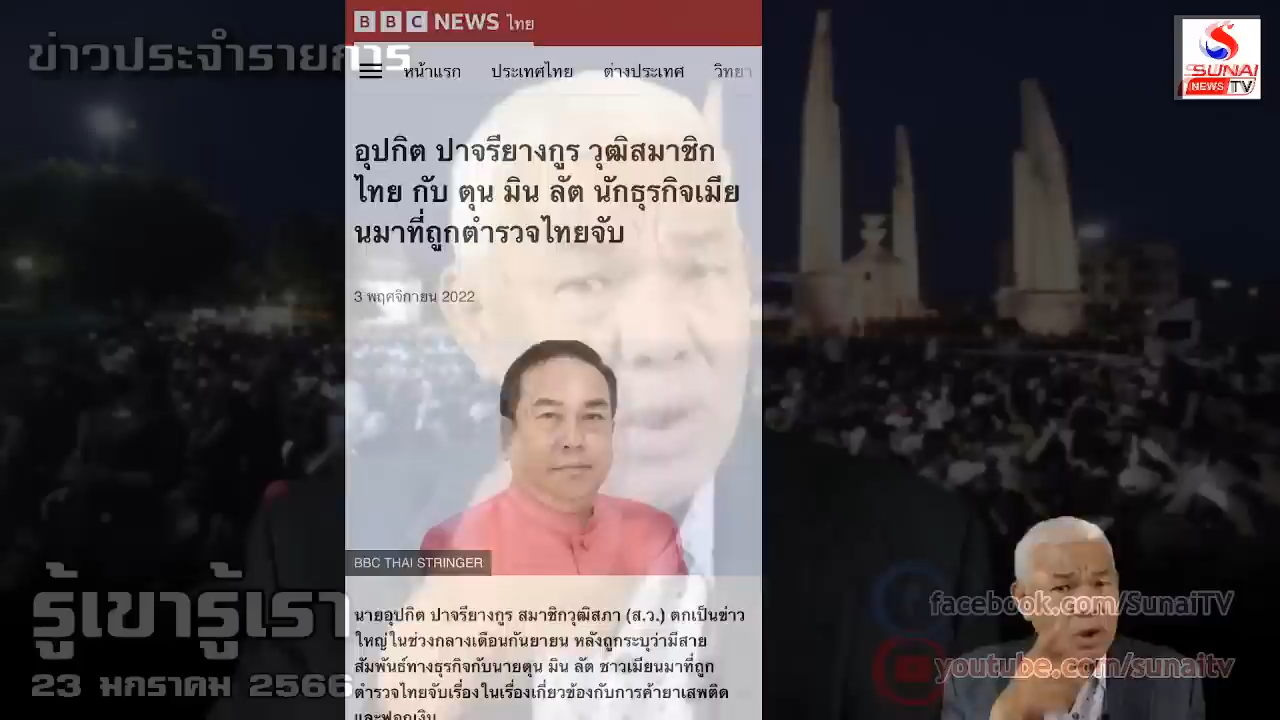 ข่าวประจำรายการ
BBC NEWS ไทย
หน้าแรก ประเทศไทย ต่างประเทศ วิทยา
SUNAI
NEWS TV
อุปกิต ปาจรียางกูร วุฒิสมาชิก
ไทย กับ ตุน มิน ลัต นักธุรกิจเมีย
นมาที่ถูกตำรวจไทยจับ
3 พฤศจิกายน 2022
BBC THAI STRINGER
นายอุปกิต ปาจรียางกูร สมาชิกวุฒิสภา (ส.ว.) ตกเป็นข่าว
ใหญ่ในช่วงกลางเดือนกันยายน หลังถูกระบุว่ามีสาย
สัมพันธ์ทางธุรกิจกับนายตุน มิน ลัต ชาวเมียนมาที่ถูก
ตำรวจไทยจับเรื่องในเรื่องเกี่ยวข้องกับการค้ายาเสพติด
และฟอกเงิน
รู้เขารู้เรา
23 มกราคม 2566
facebook.com/SunaiTV
youtube.com/sunaitv